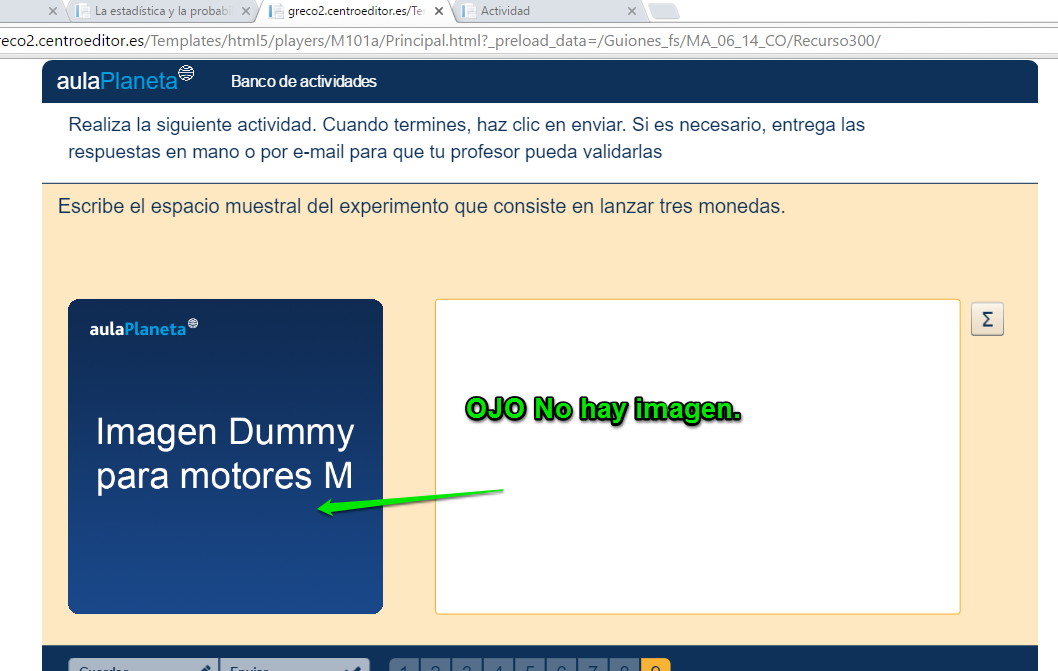 La estadística y la probabi
greco2.centroeditor.es/Te
Actividad
reco2.centroeditor.es/Templates/html5/players/M101a/Principal.html?_preload_data=/Guiones_fs/MA_06_14_CO/Recurso300/
aulaPlaneta
Banco de actividades
Realiza la siguiente actividad. Cuando termines, haz clic en enviar. Si es necesario, entrega las
respuestas en mano o por e-mail para que tu profesor pueda validarlas
Escribe el espacio muestral del experimento que consiste en lanzar tres monedas.
aulaPlaneta
Σ
OJO No hay imagen.
Imagen Dummy
para motores M
Guardar
Enviar
1 2 3 4 5 6 7 8 9